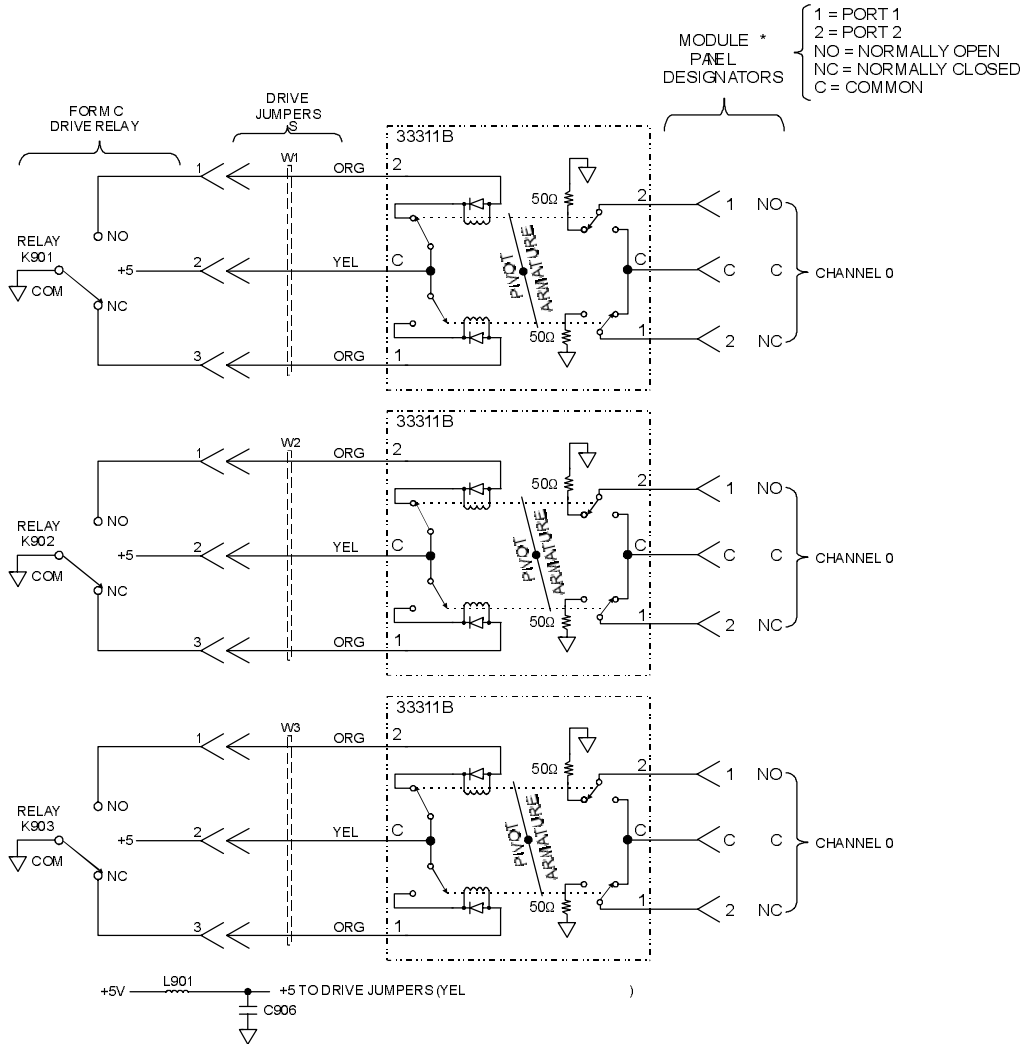 1 = PORT 1
2 = PORT 2
NO = NORMALLY OPEN
NC = NORMALLY CLOSED
C = COMMON
MODULE *
PANEL
DESIGNATORS
FORM C
DRIVE RELAY
DRIVE
JUMPERS
S
33311B
W1
1 ORG 2
50Ω 2 1 NO
NO
RELAY
K901
+5 2 YEL C
PIVOT
ARMATURE
C C C CHANNEL 0
COM
NC
50Ω 1 2 NC
3 ORG 1
33311B
W2
1 ORG 2
50Ω 2 1 NO
NO
RELAY
K902
+5 2 YEL C
PIVOT
ARMATURE
C C C CHANNEL 0
COM
NC
50Ω 1 2 NC
3 ORG 1
33311B
W3
1 ORG 2
50Ω 2 1 NO
NO
RELAY
K903
+5 2 YEL C
PIVOT
ARMATURE
C C C CHANNEL 0
COM
NC
50Ω 1 2 NC
3 ORG 1
+5V L901 +5 TO DRIVE JUMPERS (YEL )
C906